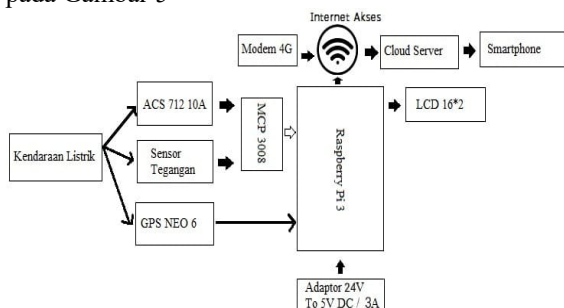 pada Gambar 3
Internet Akses
Modem 4G
Cloud Server
Smartphone
ACS 712 10A
MCP 3008
Raspberry Pi 3
LCD 16*2
Kendaraan Listrik
Sensor
Tegangan
GPS NEO 6
Adaptor 24V
To 5V DC / 3A